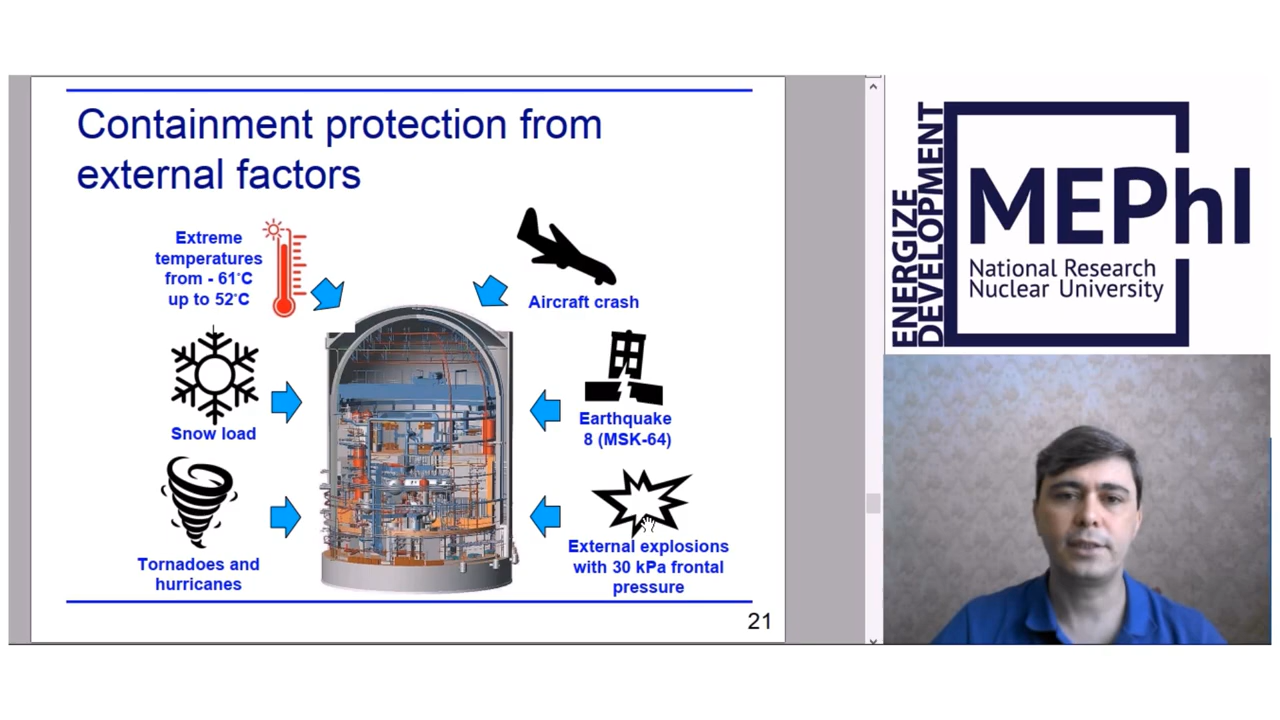 Containment protection from
external factors
Extreme
temperatures
from - 61°C
up to 52°C
Aircraft crash
Snow load
Earthquake
8 (MSK-64)
Tornadoes and
hurricanes
External explosions
with 30 kPa frontal
pressure
21
ENERGIZE
DEVELOPMENT
MEPhI
National Research
Nuclear University